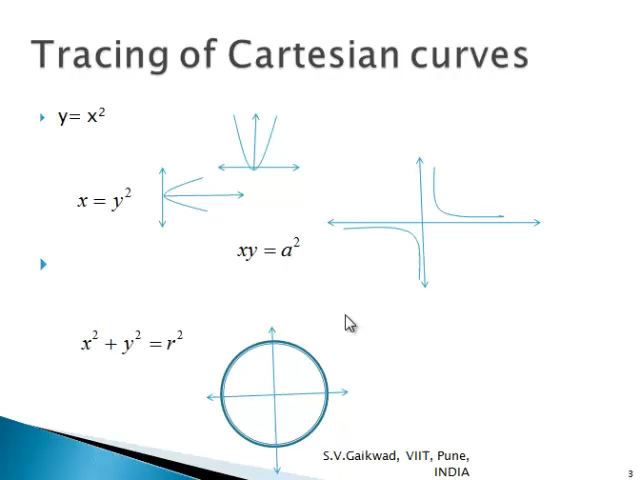 Tracing of Cartesian curves
y= x²
x = y²
xy = a²
x² + y² = r²
S.V.Gaikwad, VIIT, Pune,
INDIA
3